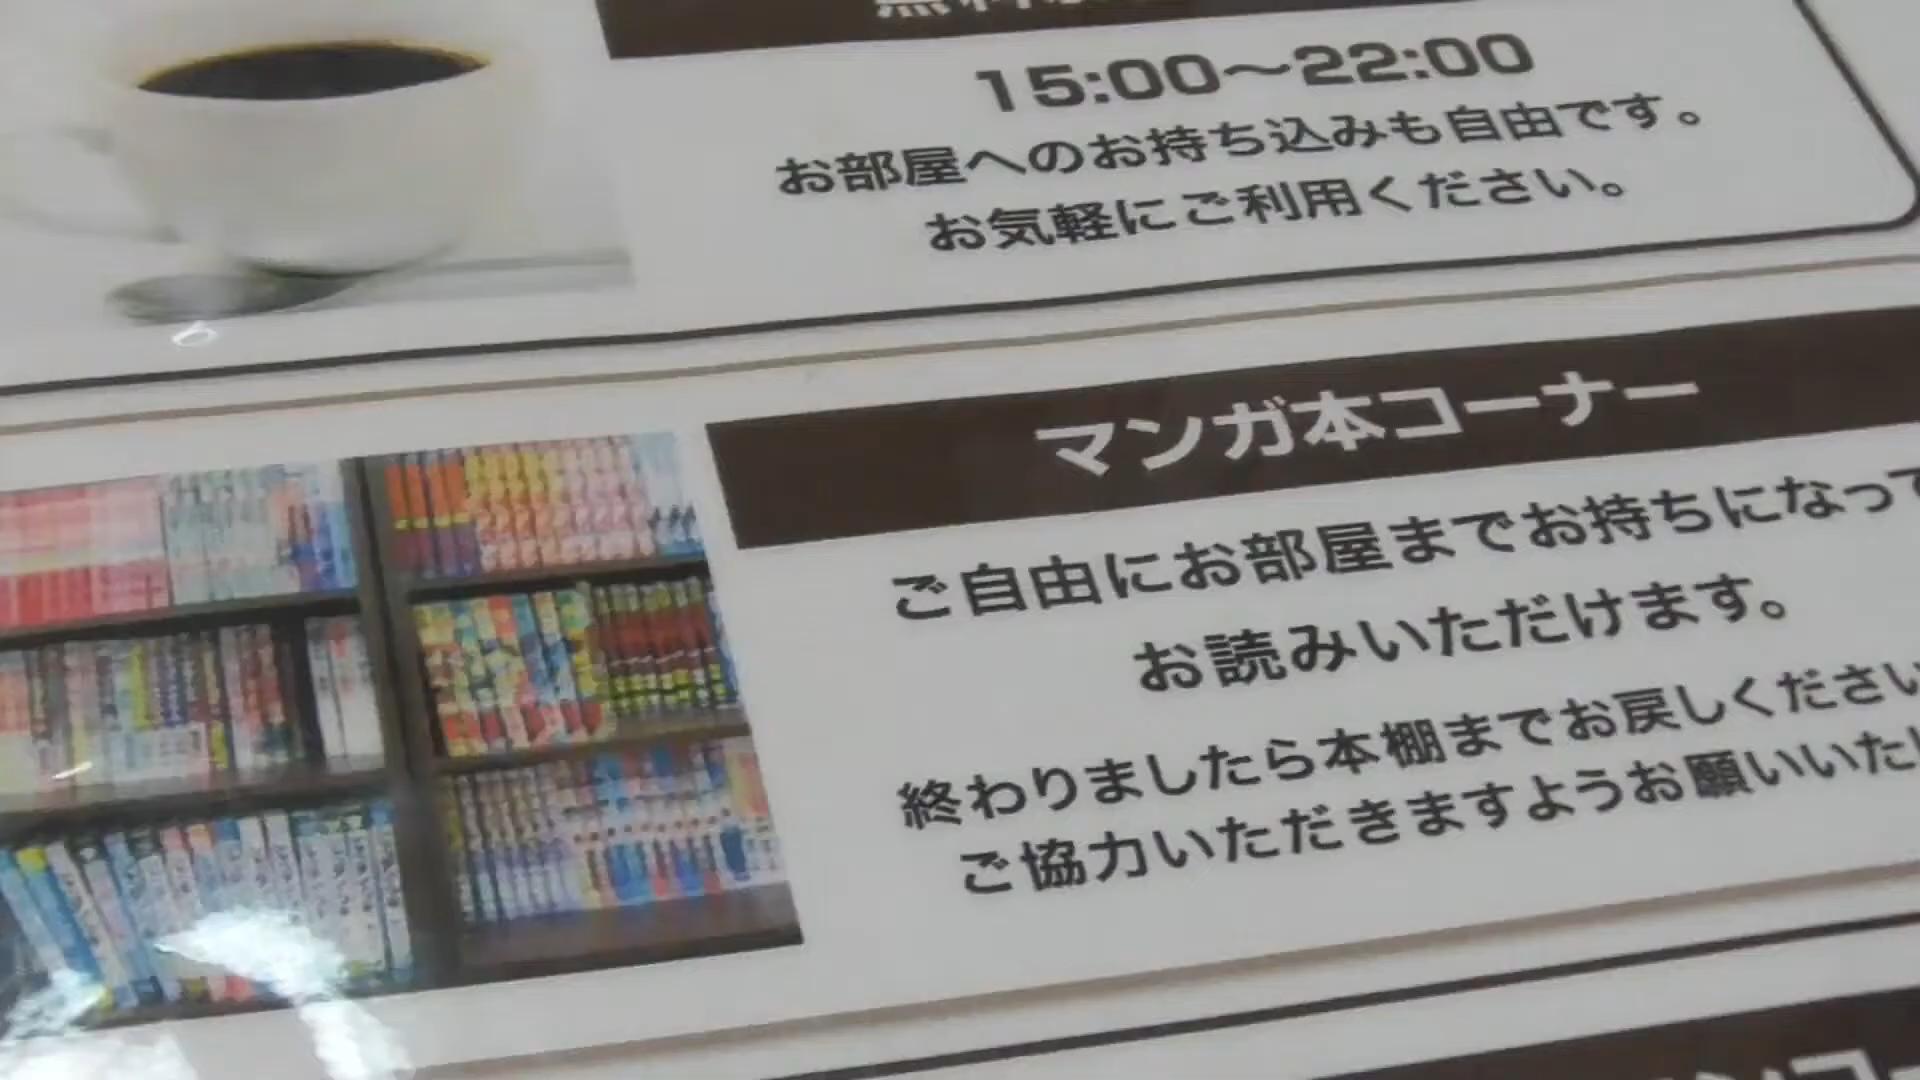 15:00～22:00
お部屋へのお持ち込みも自由です。
お気軽にご利用ください。
マンガ本コーナー
ご自由にお部屋までお持ちになって
お読みいただけます。
終わりましたら本棚までお戻しください
ご協力いただきますようお願いいたし